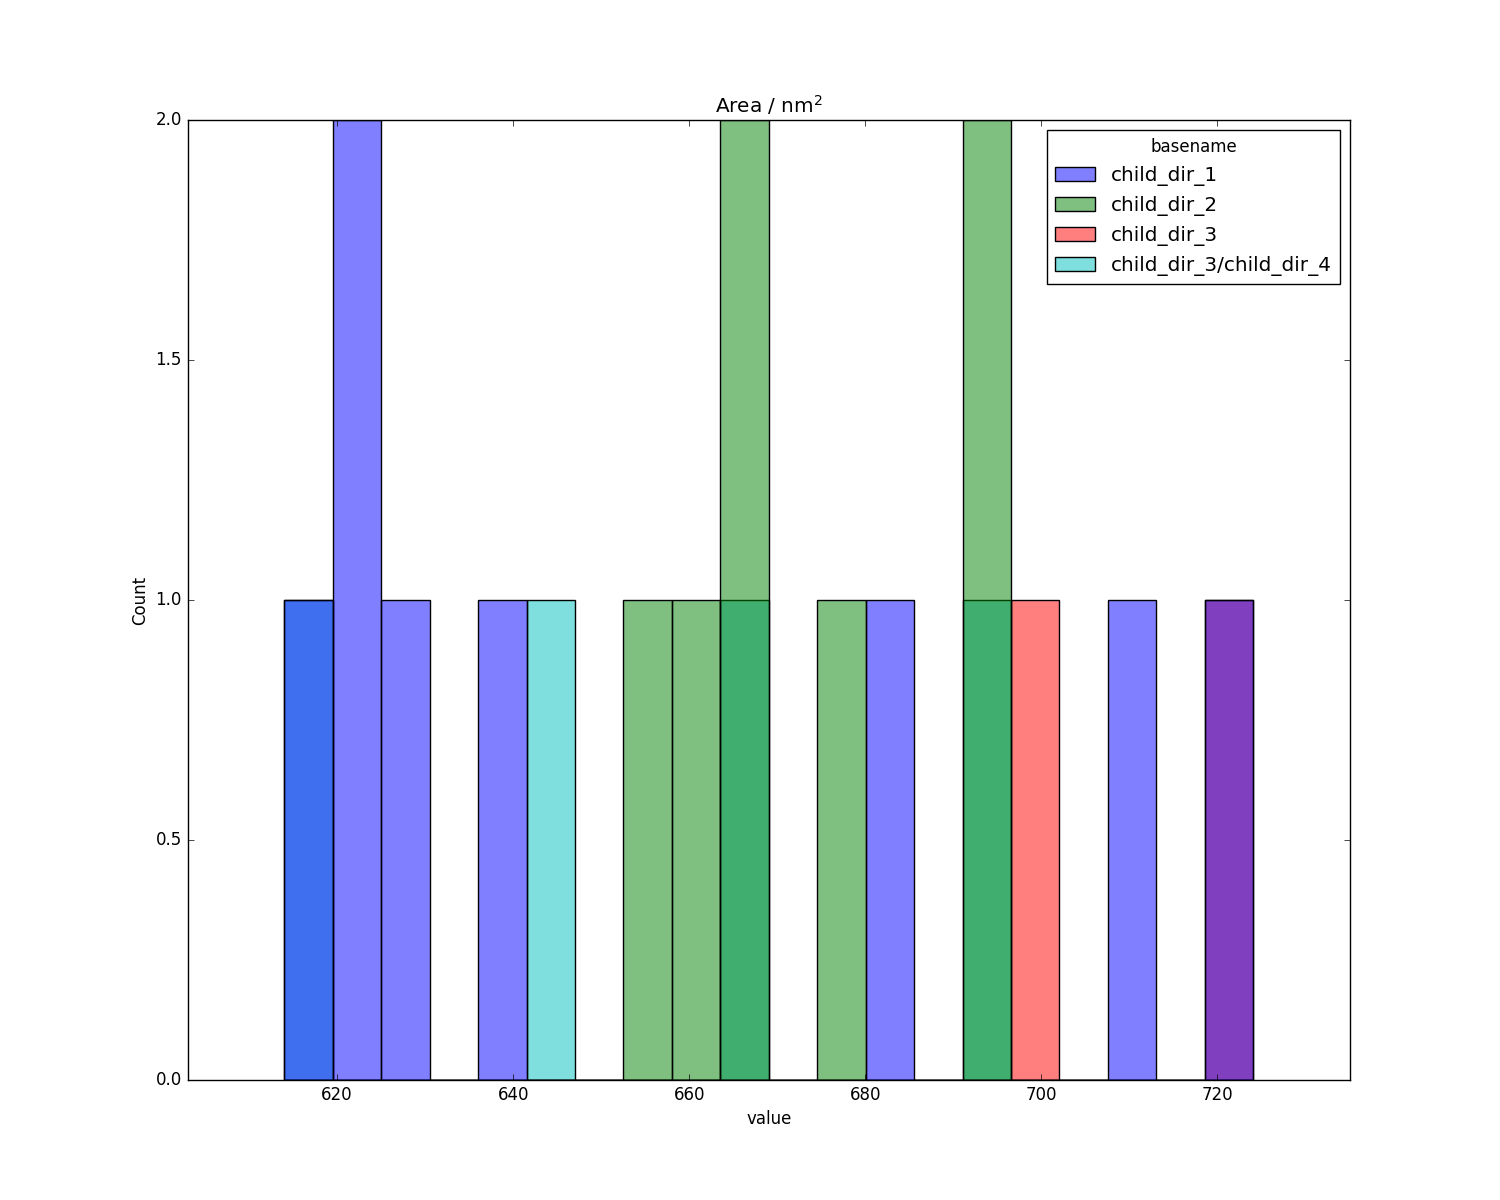 Area / nm²
2.0
1.5
1.0
0.5
0.0
Count
basename
child_dir_1
child_dir_2
child_dir_3
child_dir_3/child_dir_4
620 640 660 680 700 720
value